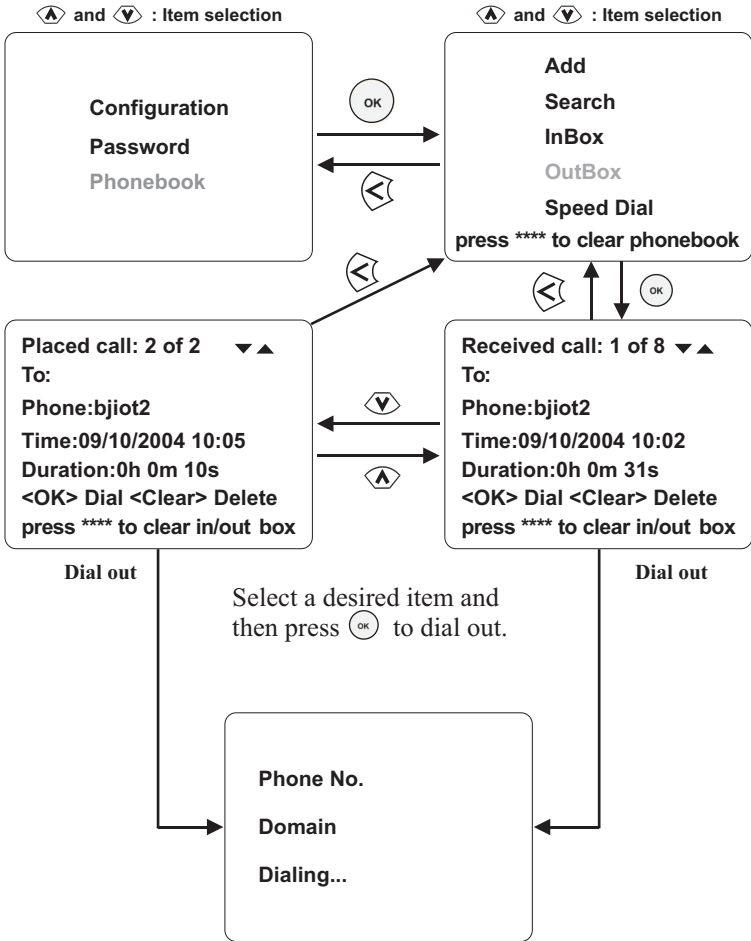 and : Item selection
and : Item selection
Configuration
Password
Phonebook
OK
Add
Search
InBox
OutBox
Speed Dial
press **** to clear phonebook
OK
Placed call: 2 of 2
To:
Phone:bjiot2
Time:09/10/2004 10:05
Duration:0h 0m 10s
<OK> Dial <Clear> Delete
press **** to clear in/out box
Received call: 1 of 8
To:
Phone:bjiot2
Time:09/10/2004 10:02
Duration:0h 0m 31s
<OK> Dial <Clear> Delete
press **** to clear in/out box
Dial out
Dial out
Select a desired item and
then press OK to dial out.
Phone No.
Domain
Dialing...